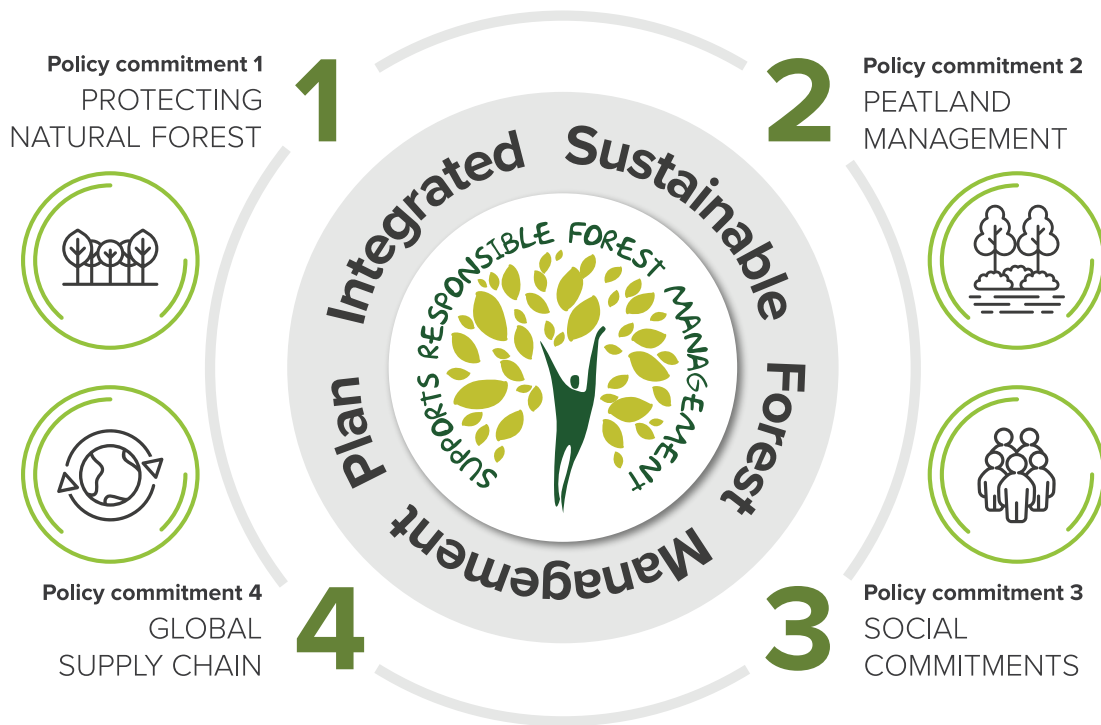 Policy commitment 1
PROTECTING
NATURAL FOREST
1
2
Policy commitment 2
PEATLAND
MANAGEMENT
Integrated Sustainable Forest Management Plan
SUPPORTS RESPONSIBLE FOREST MANAGEMENT
Policy commitment 4
GLOBAL
SUPPLY CHAIN
4
3
Policy commitment 3
SOCIAL
COMMITMENTS